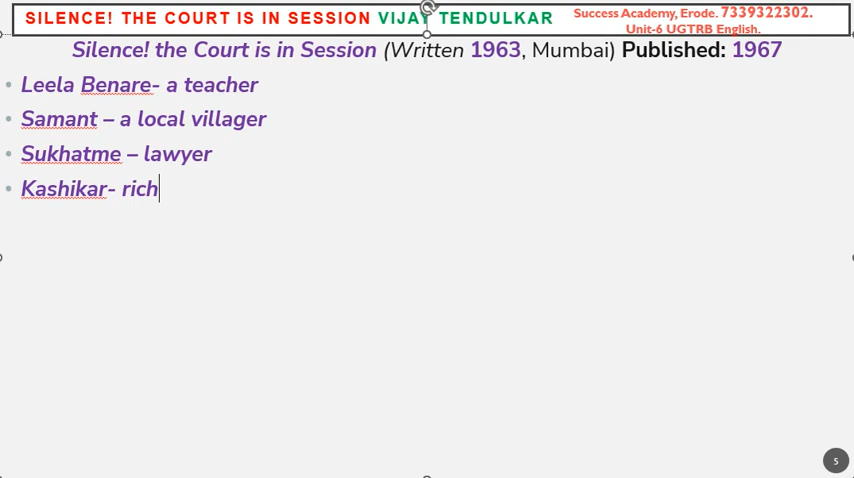 SILENCE! THE COURT IS IN SESSION VIJAY TENDULKAR
Success Academy, Erode. 7339322302.
Unit-6 UGTRB English.
Silence! the Court is in Session (Written 1963, Mumbai) Published: 1967
• Leela Benare- a teacher
• Samant – a local villager
• Sukhatme – lawyer
• Kashikar- rich
5